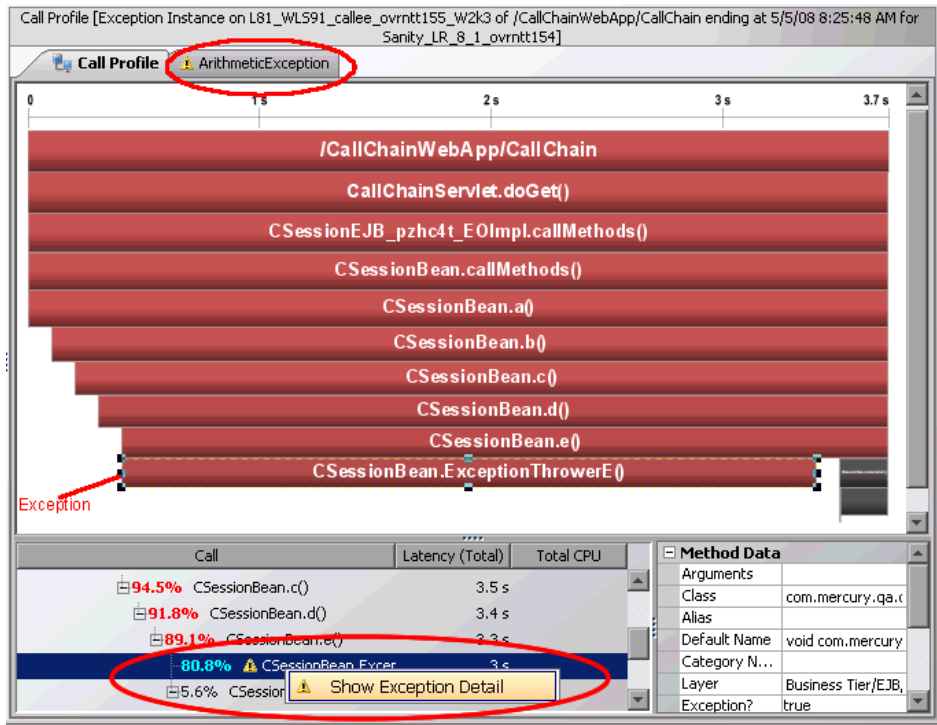 Call Profile [Exception Instance on L81_WLS91_callee_ovrntt155_W2k3 of /CallChainWebApp/CallChain ending at 5/5/08 8:25:48 AM for
Sanity_LR_8_1_ovrntt154]
Call Profile
ArithmeticException
0 1 s 2 s 3 s 3.7 s
/CallChainWebApp/CallChain
CallChainServlet.doGet()
CSessionEJB_pzhc4t_EOImpl.callMethods()
CSessionBean.callMethods()
CSessionBean.a()
CSessionBean.b()
CSessionBean.c()
CSessionBean.d()
CSessionBean.e()
CSessionBean.ExceptionThrowerE()
Exception
Call Latency (Total) Total CPU
94.5% CSessionBean.c() 3.5 s
91.8% CSessionBean.d() 3.4 s
89.1% CSessionBean.e() 3.3 s
80.8% CSessionBean.Excep 3 s
5.6% CSession
Show Exception Detail
Method Data
Arguments
Class com.mercury.qa.c
Alias
Default Name void com.mercury
Category N...
Layer Business Tier/EJB,
Exception? true